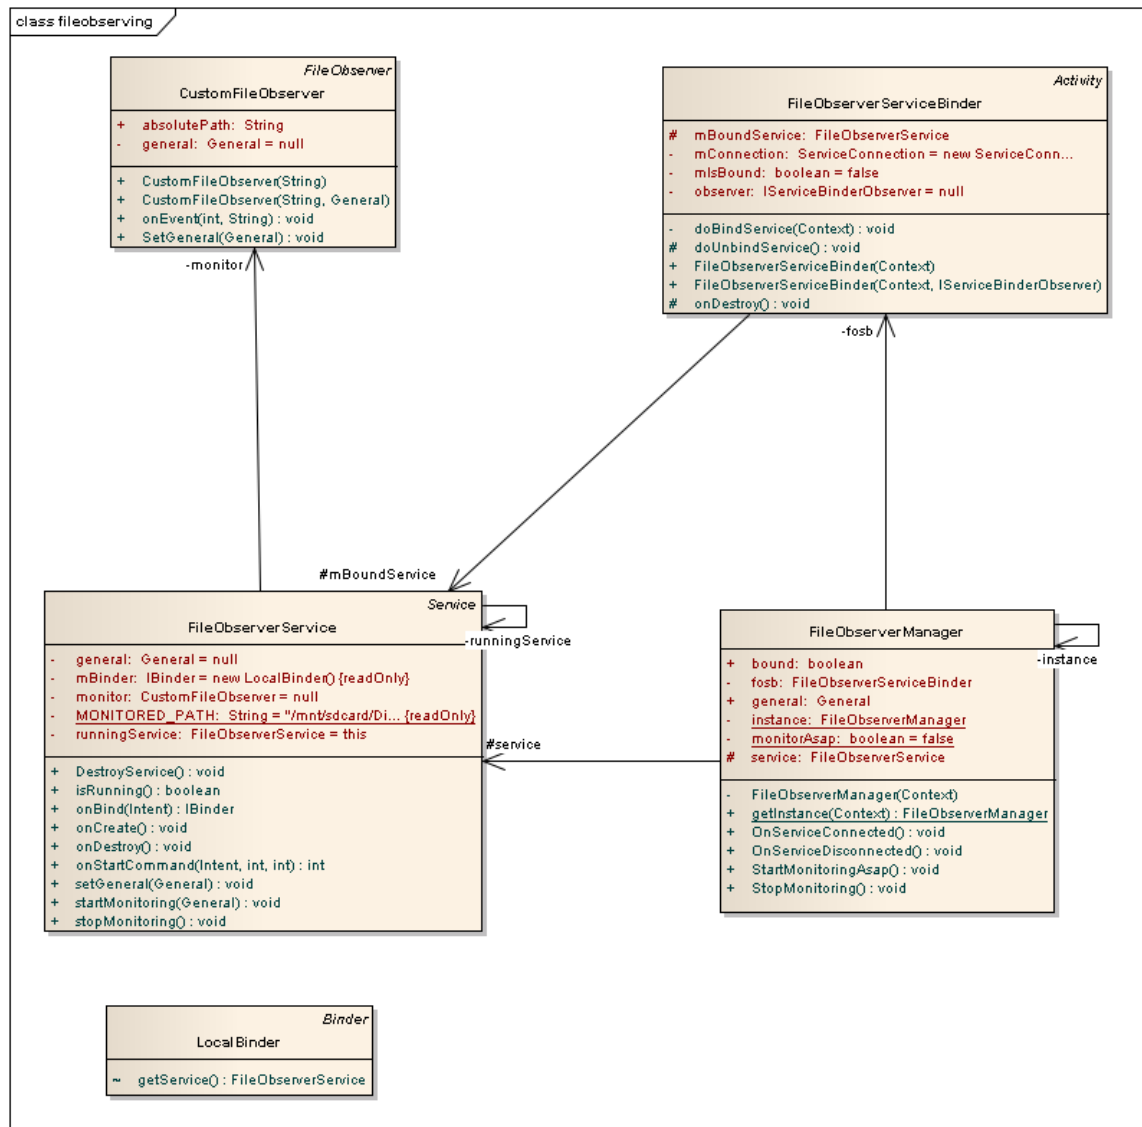 class fileobserving
FileObserver
CustomFileObserver
+ absolutePath: String
- general: General = null
+ CustomFileObserver(String)
+ CustomFileObserver(String, General)
+ onEvent(int, String) : void
+ SetGeneral(General) : void
-monitor
Activity
FileObserverServiceBinder
# mBoundService: FileObserverService
- mConnection: ServiceConnection = new ServiceConn...
- mIsBound: boolean = false
- observer: IServiceBinderObserver = null
- doBindService(Context) : void
# doUnbindService() : void
+ FileObserverServiceBinder(Context)
+ FileObserverServiceBinder(Context, IServiceBinderObserver)
# onDestroy() : void
-fosb
#mBoundService
Service
FileObserverService
-runningService
- general: General = null
- mBinder: IBinder = new LocalBinder() {readOnly}
- monitor: CustomFileObserver = null
- MONITORED_PATH: String = "/mnt/sdcard/Di... {readOnly}
- runningService: FileObserverService = this
+ DestroyService() : void
+ isRunning() : boolean
+ onBind(Intent) : IBinder
+ onCreate() : void
+ onDestroy() : void
+ onStartCommand(Intent, int, int) : int
+ setGeneral(General) : void
+ startMonitoring(General) : void
+ stopMonitoring() : void
#service
FileObserverManager
-instance
+ bound: boolean
- fosb: FileObserverServiceBinder
+ general: General
- instance: FileObserverManager
- monitorAsap: boolean = false
# service: FileObserverService
- FileObserverManager(Context)
+ getInstance(Context) : FileObserverManager
+ OnServiceConnected() : void
+ OnServiceDisconnected() : void
+ StartMonitoringAsap() : void
+ StopMonitoring() : void
Binder
LocalBinder
~ getService() : FileObserverService